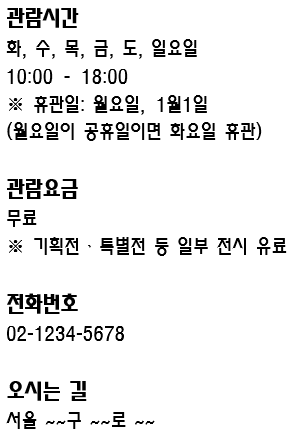 관람시간
화, 수, 목, 금, 도, 일요일
10:00 - 18:00
※ 휴관일: 월요일, 1월1일
(월요일이 공휴일이면 화요일 휴관)
관람요금
무료
※ 기획전 · 특별전 등 일부 전시 유료
전화번호
02-1234-5678
오시는 길
서울 ~~구 ~~로 ~~